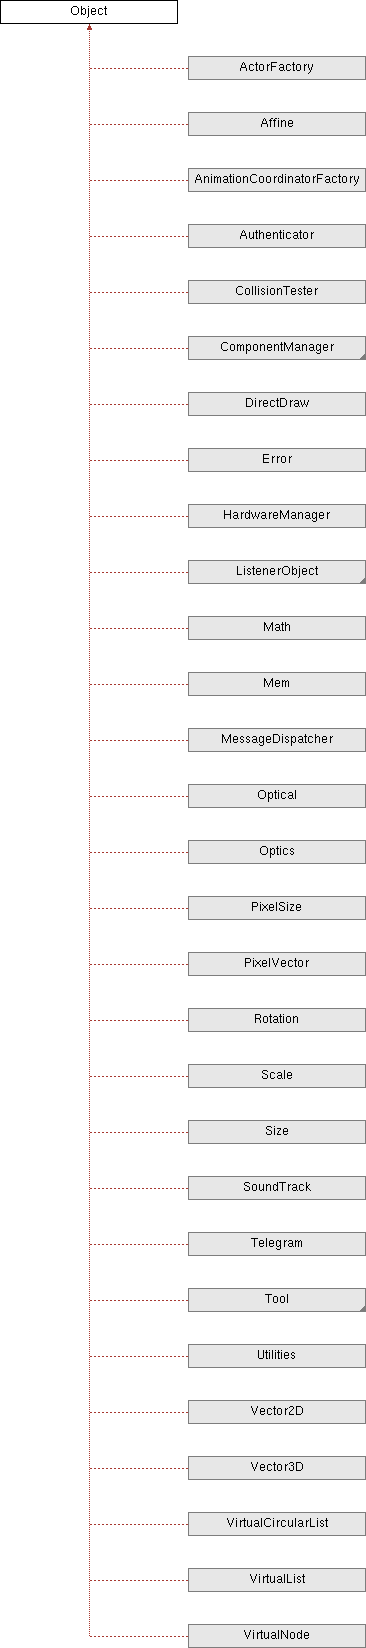 Object
ActorFactory
Affine
AnimationCoordinatorFactory
Authenticator
CollisionTester
ComponentManager
DirectDraw
Error
HardwareManager
ListenerObject
Math
Mem
MessageDispatcher
Optical
Optics
PixelSize
PixelVector
Rotation
Scale
Size
SoundTrack
Telegram
Tool
Utilities
Vector2D
Vector3D
VirtualCircularList
VirtualList
VirtualNode